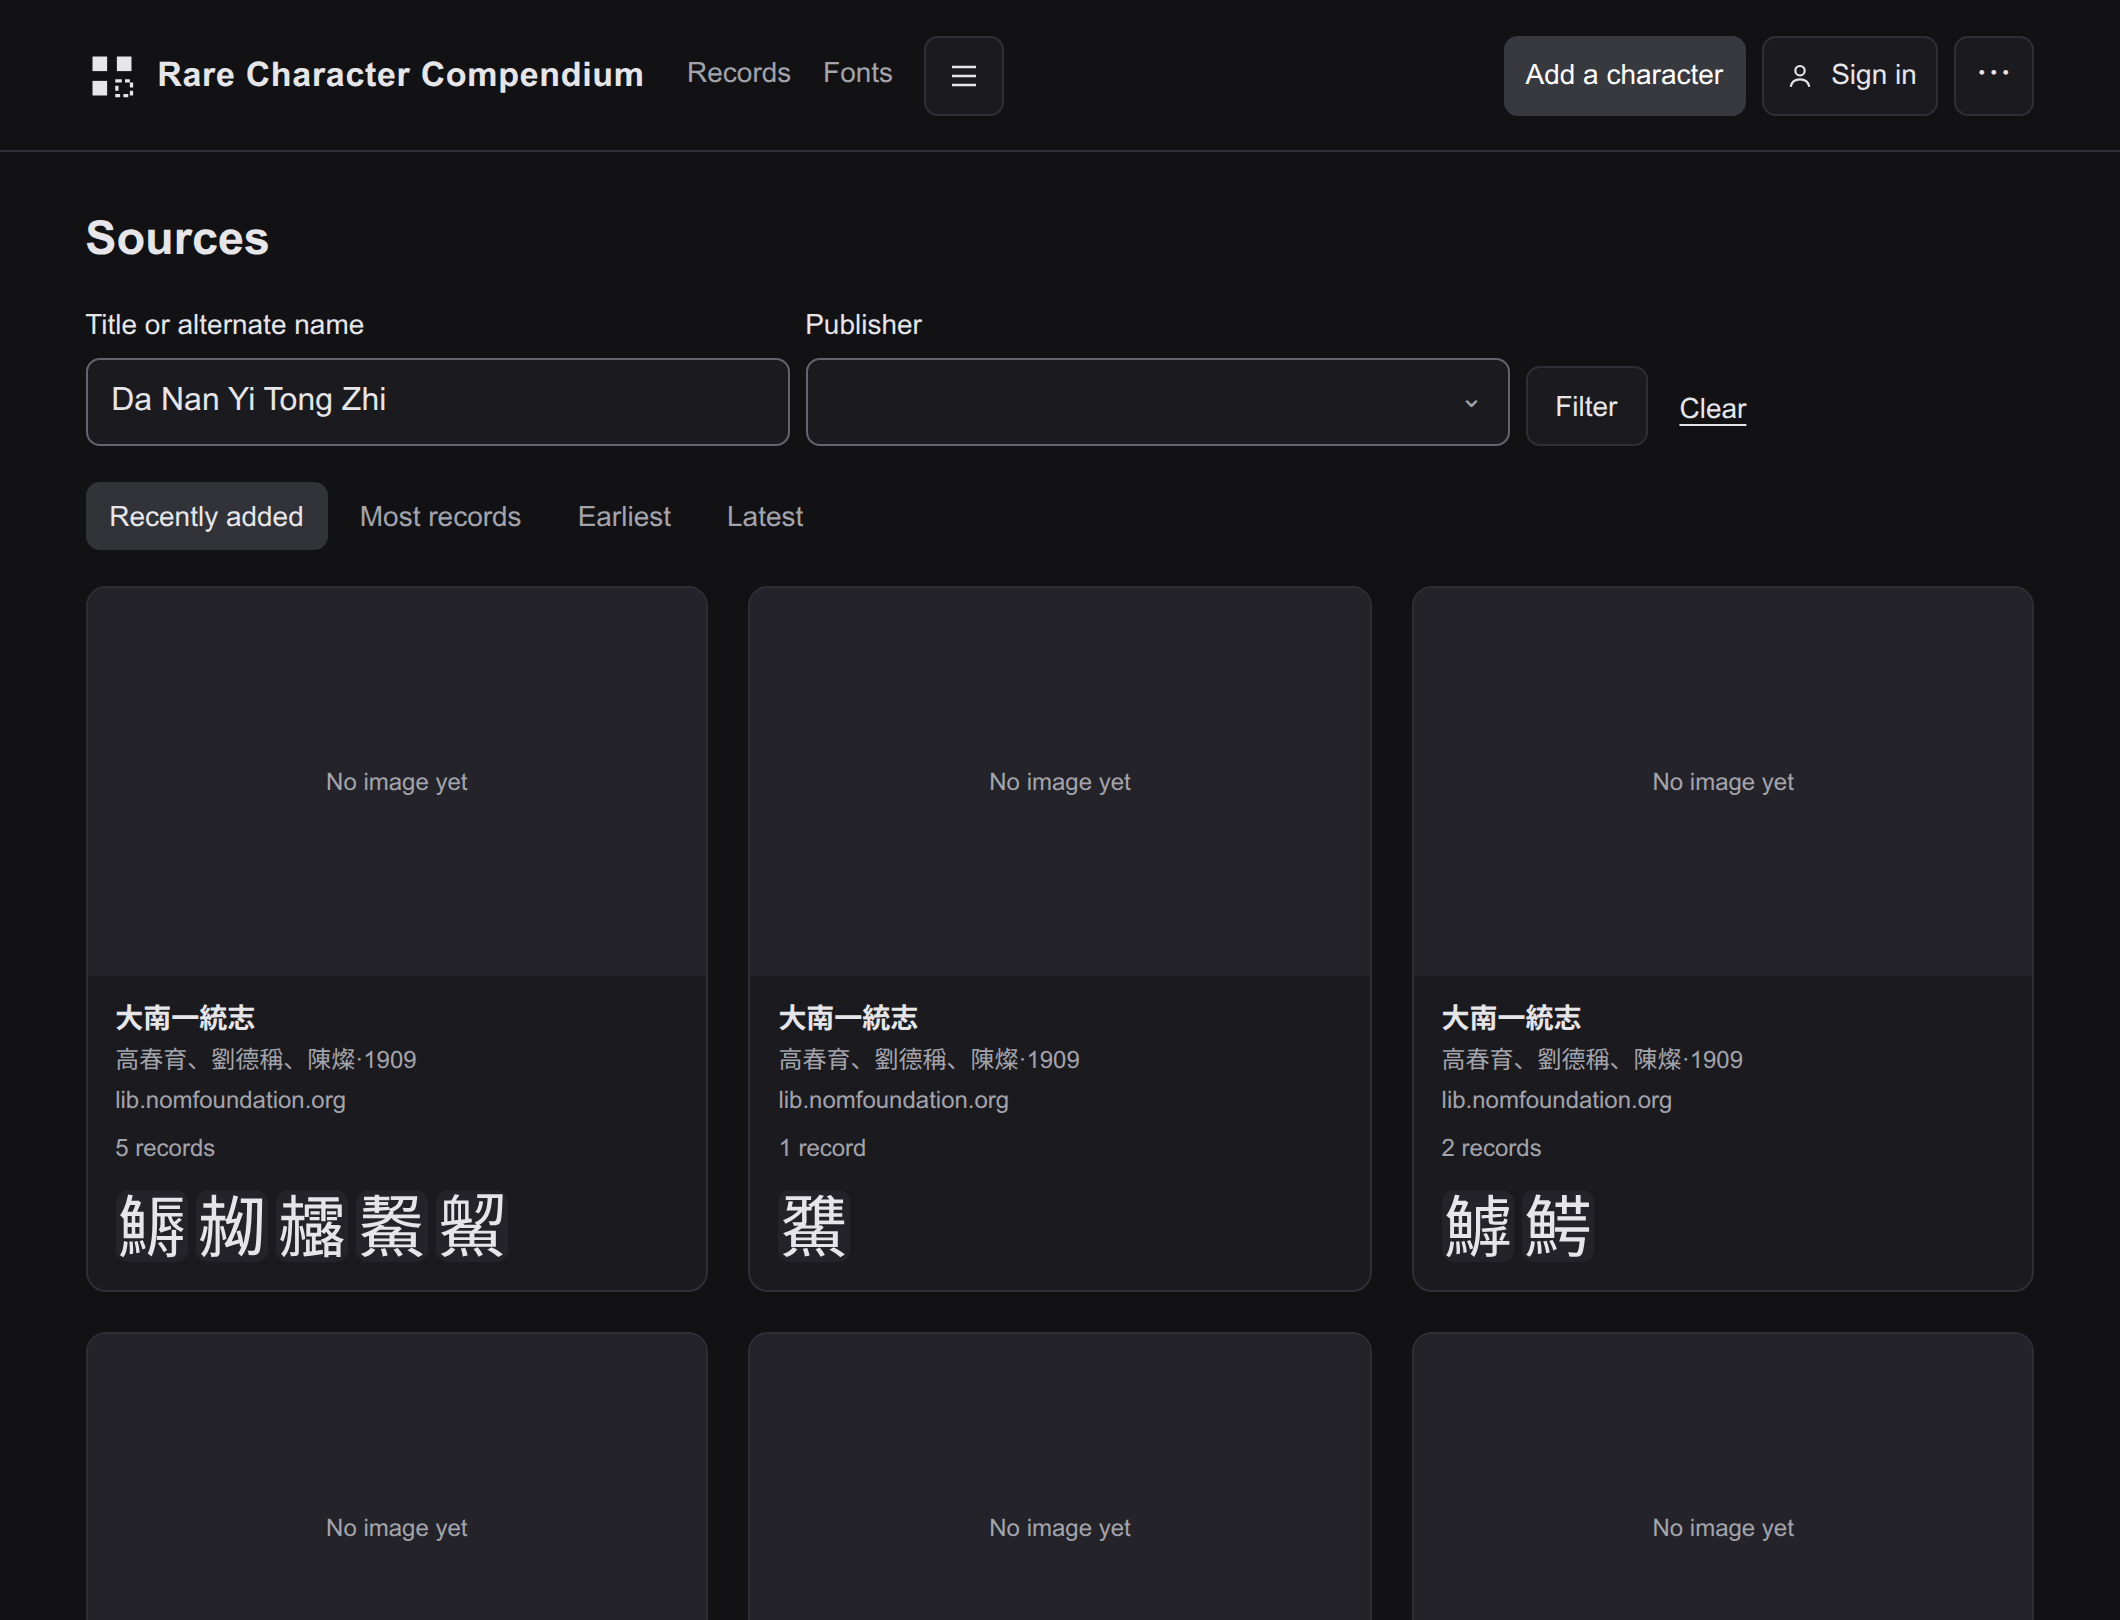 Rare Character Compendium
Records
Fonts
Add a character
Sign in
Sources
Title or alternate name
Publisher
Da Nan Yi Tong Zhi
Filter
Clear
Recently added
Most records
Earliest
Latest
No image yet
大南一統志
高春育、劉德稱、陳燦·1909
lib.nomfoundation.org
5 records
No image yet
大南一統志
高春育、劉德稱、陳燦·1909
lib.nomfoundation.org
1 record
No image yet
大南一統志
高春育、劉德稱、陳燦·1909
lib.nomfoundation.org
2 records
No image yet
No image yet
No image yet